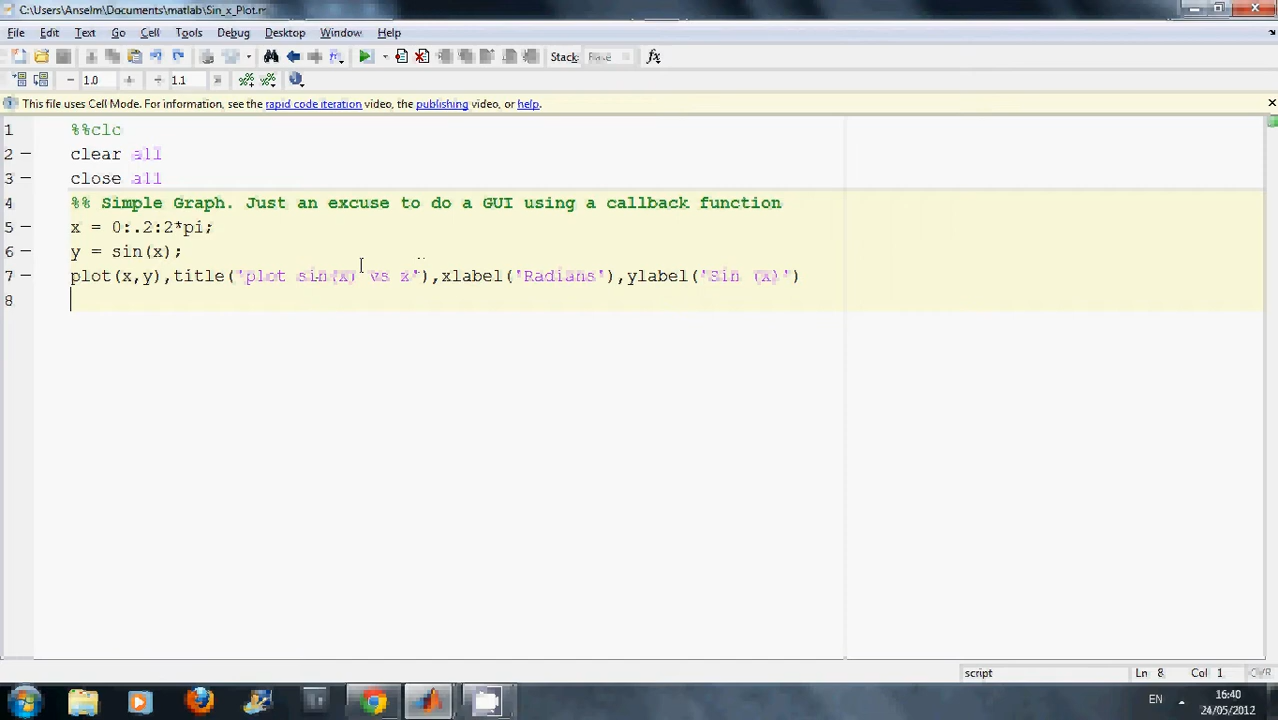 C:\Users\Anselm\Documents\matlab\Sin_x_Plot.m
File Edit Text Go Cell Tools Debug Desktop Window Help
Stack: Base fx
− 1.0 + ÷ 1.1 ×
This file uses Cell Mode. For information, see the rapid code iteration video, the publishing video, or help.
1 %%clc
2 − clear all
3 − close all
4 %% Simple Graph. Just an excuse to do a GUI using a callback function
5 − x = 0:.2:2*pi;
6 − y = sin(x);
7 − plot(x,y),title('plot sin(x) vs x'),xlabel('Radians'),ylabel('Sin (x)')
8
script Ln 8 Col 1 OVR
EN 16:40
24/05/2012